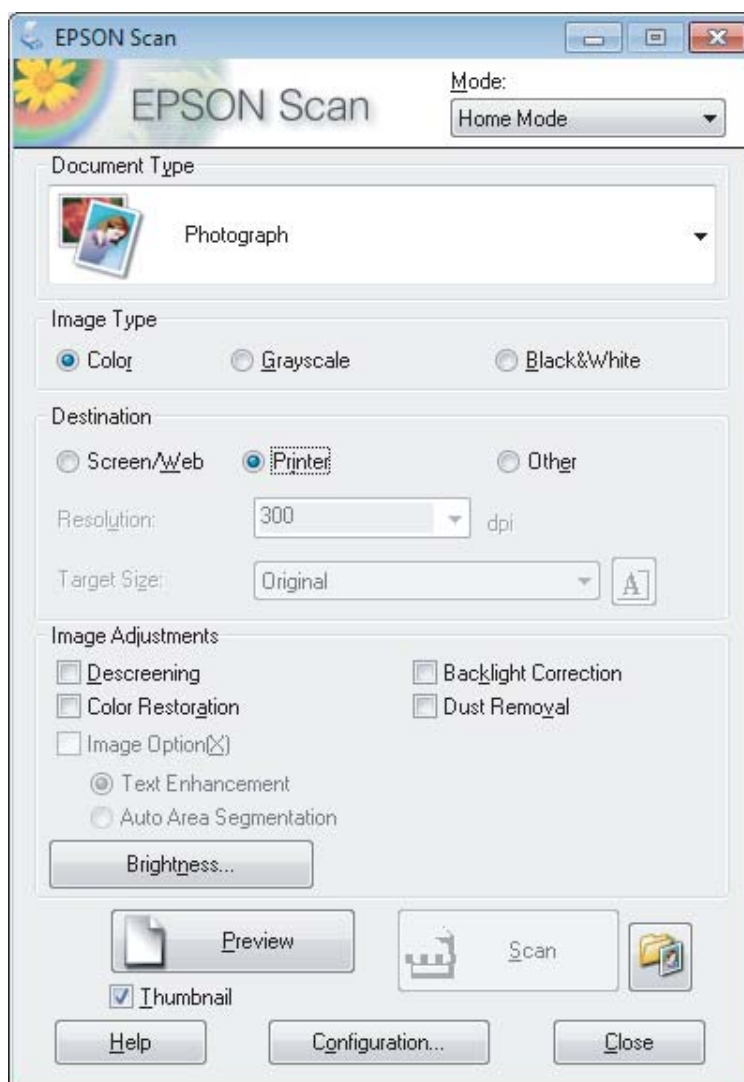 EPSON Scan
EPSON Scan
Mode:
Home Mode
Document Type
Photograph
Image Type
Color Grayscale Black&White
Destination
Screen/Web Printer Other
Resolution: 300 dpi
Target Size: Original A
Image Adjustments
Descreening Backlight Correction
Color Restoration Dust Removal
Image Option(X)
Text Enhancement
Auto Area Segmentation
Brightness...
Preview Scan
Thumbnail
Help Configuration... Close